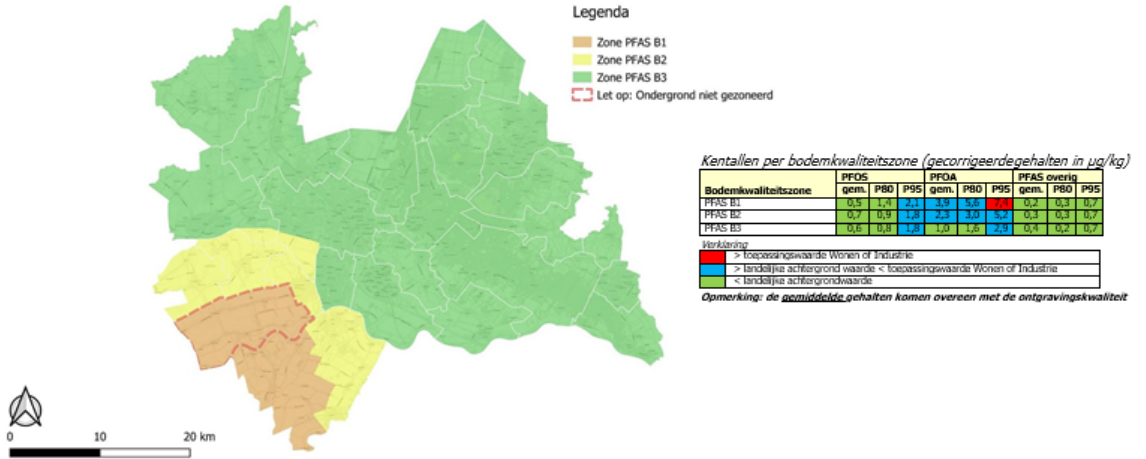 Legenda
Zone PFAS B1
Zone PFAS B2
Zone PFAS B3
Let op: Ondergrond niet gezoneerd
Kentallen per bodemkwaliteitszone (gecorrigeerdegehalten in µg/kg)
PFOS PFOA PFAS overig
Bodemkwaliteitszone gem. P80 P95 gem. P80 P95 gem. P80 P95
PFAS B1 0,5 1,4 2,1 3,9 5,6 7,4 0,2 0,3 0,7
PFAS B2 0,7 0,9 1,8 2,3 3,0 5,2 0,3 0,3 0,7
PFAS B3 0,6 0,8 1,8 1,0 1,6 2,9 0,4 0,2 0,7
Verklaring
> toepassingswaarde Wonen of Industrie
> landelijke achtergrond waarde < toepassingswaarde Wonen of Industrie
< landelijke achtergrondwaarde
Opmerking: de gemiddelde gehalten komen overeen met de ontgravingskwaliteit
0 10 20 km